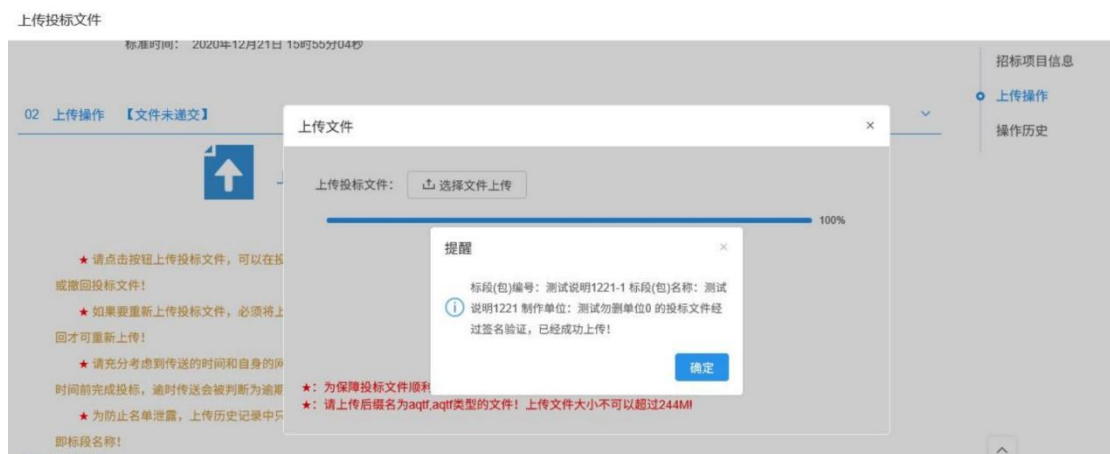 上传投标文件
标准时间： 2020年12月21日 15时55分04秒
招标项目信息
上传操作
操作历史
02 上传操作 【文件未递交】
上传文件
上传投标文件：
选择文件上传
100%
提醒
标段(包)编号：测试说明1221-1 标段(包)名称：测试
说明1221 制作单位：测试勿删单位0 的投标文件经
过签名验证，已经成功上传！
确定
★ 请点击按钮上传投标文件，可以在投
或撤回投标文件！
★ 如果要重新上传投标文件，必须将上
回才可重新上传！
★ 请充分考虑到传送的时间和自身的网
时间前完成投标，逾时传送会被判断为逾期
★ 为防止名单泄露，上传历史记录中只
即标段名称！
★：为保障投标文件顺利
★：请上传后缀名为aqtf,aqtf类型的文件！上传文件大小不可以超过244M!